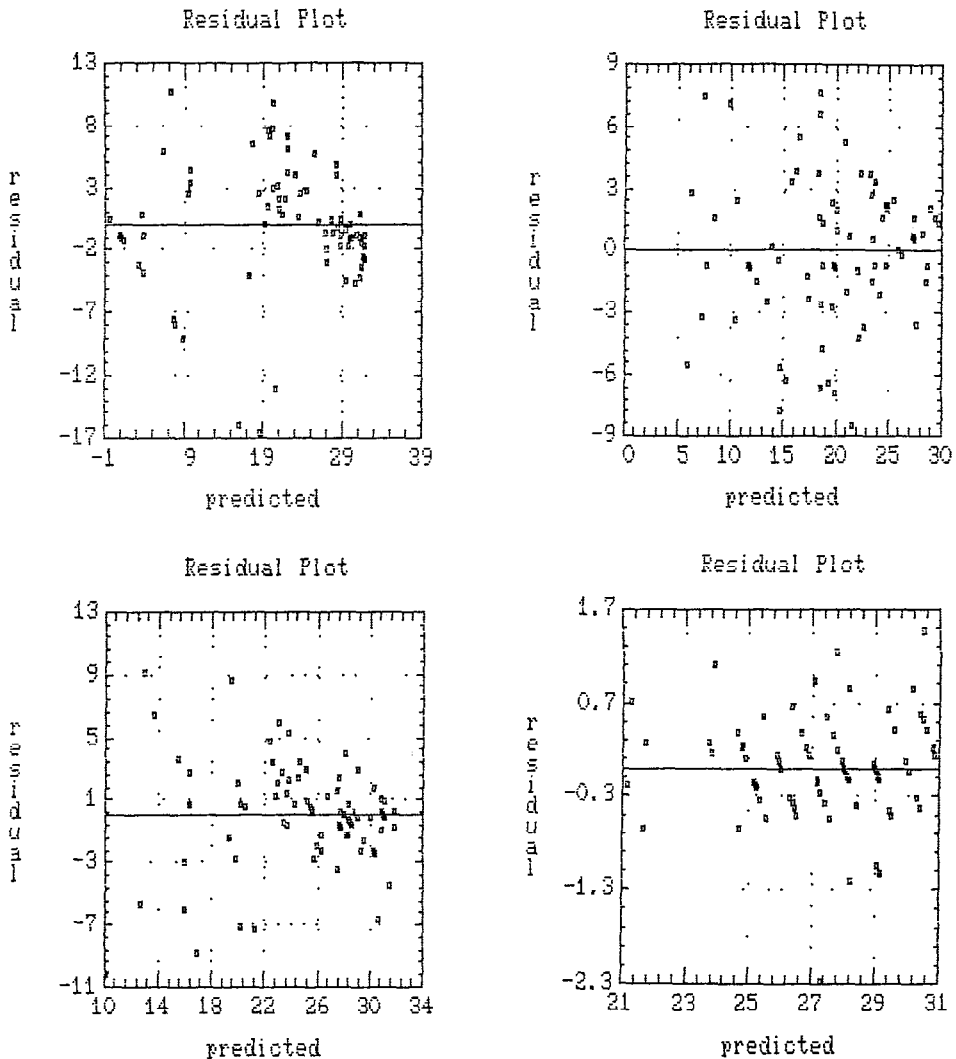 Residual Plot
13
8
3
-2
-7
-12
-17
residual
-1 9 19 29 39
predicted
Residual Plot
9
6
3
0
-3
-6
-9
residual
0 5 10 15 20 25 30
predicted
Residual Plot
13
9
5
1
-3
-7
-11
residual
10 14 18 22 26 30 34
predicted
Residual Plot
1.7
0.7
-0.3
-1.3
-2.3
residual
21 23 25 27 29 31
predicted